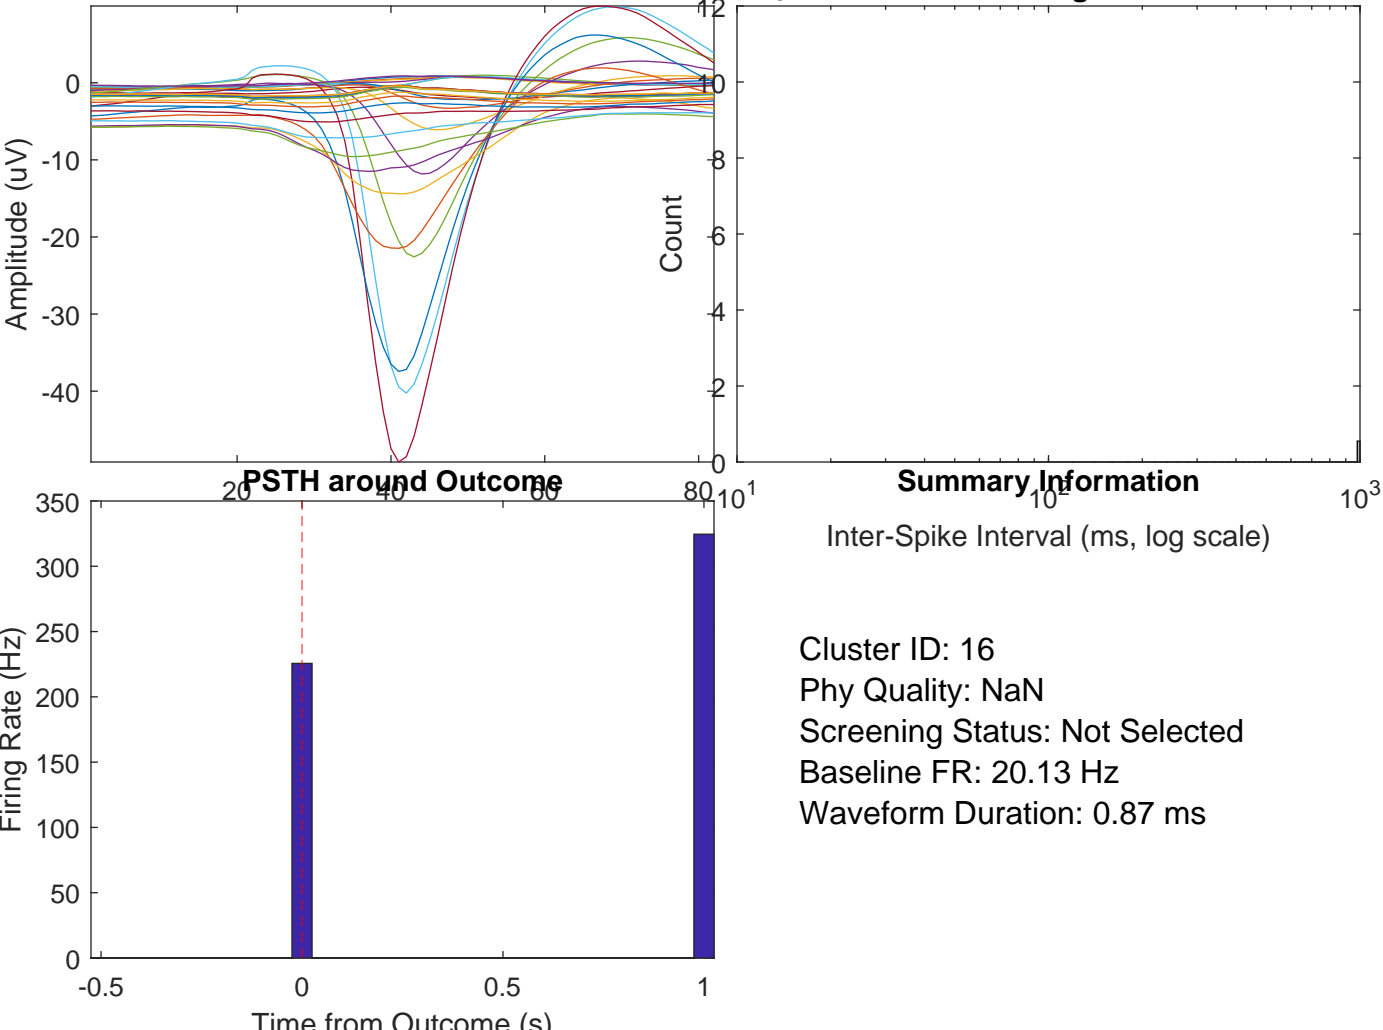 0
-10
-20
-30
-40
Amplitude (uV)
20
40
60
80
12
10
8
6
4
2
0
Count
10^1
10^2
10^3
Inter-Spike Interval (ms, log scale)
PSTH around Outcome
350
300
250
200
150
100
50
0
Firing Rate (Hz)
-0.5
0
0.5
1
Time from Outcome (s)
Summary Information
Cluster ID: 16
Phy Quality: NaN
Screening Status: Not Selected
Baseline FR: 20.13 Hz
Waveform Duration: 0.87 ms